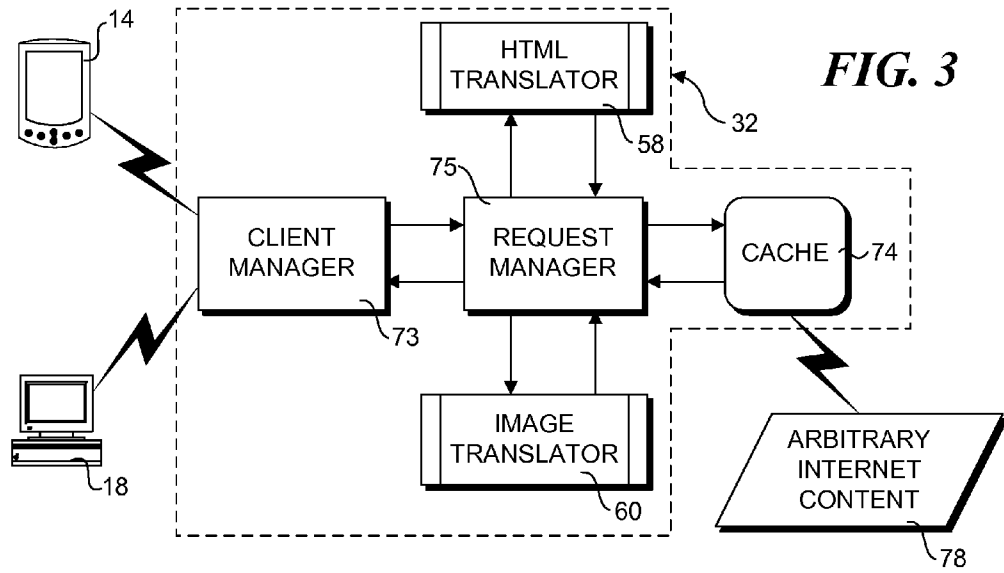 14
HTML
TRANSLATOR
58
32
FIG. 3
75
CLIENT
MANAGER
73
REQUEST
MANAGER
CACHE
74
18
IMAGE
TRANSLATOR
60
ARBITRARY
INTERNET
CONTENT
78